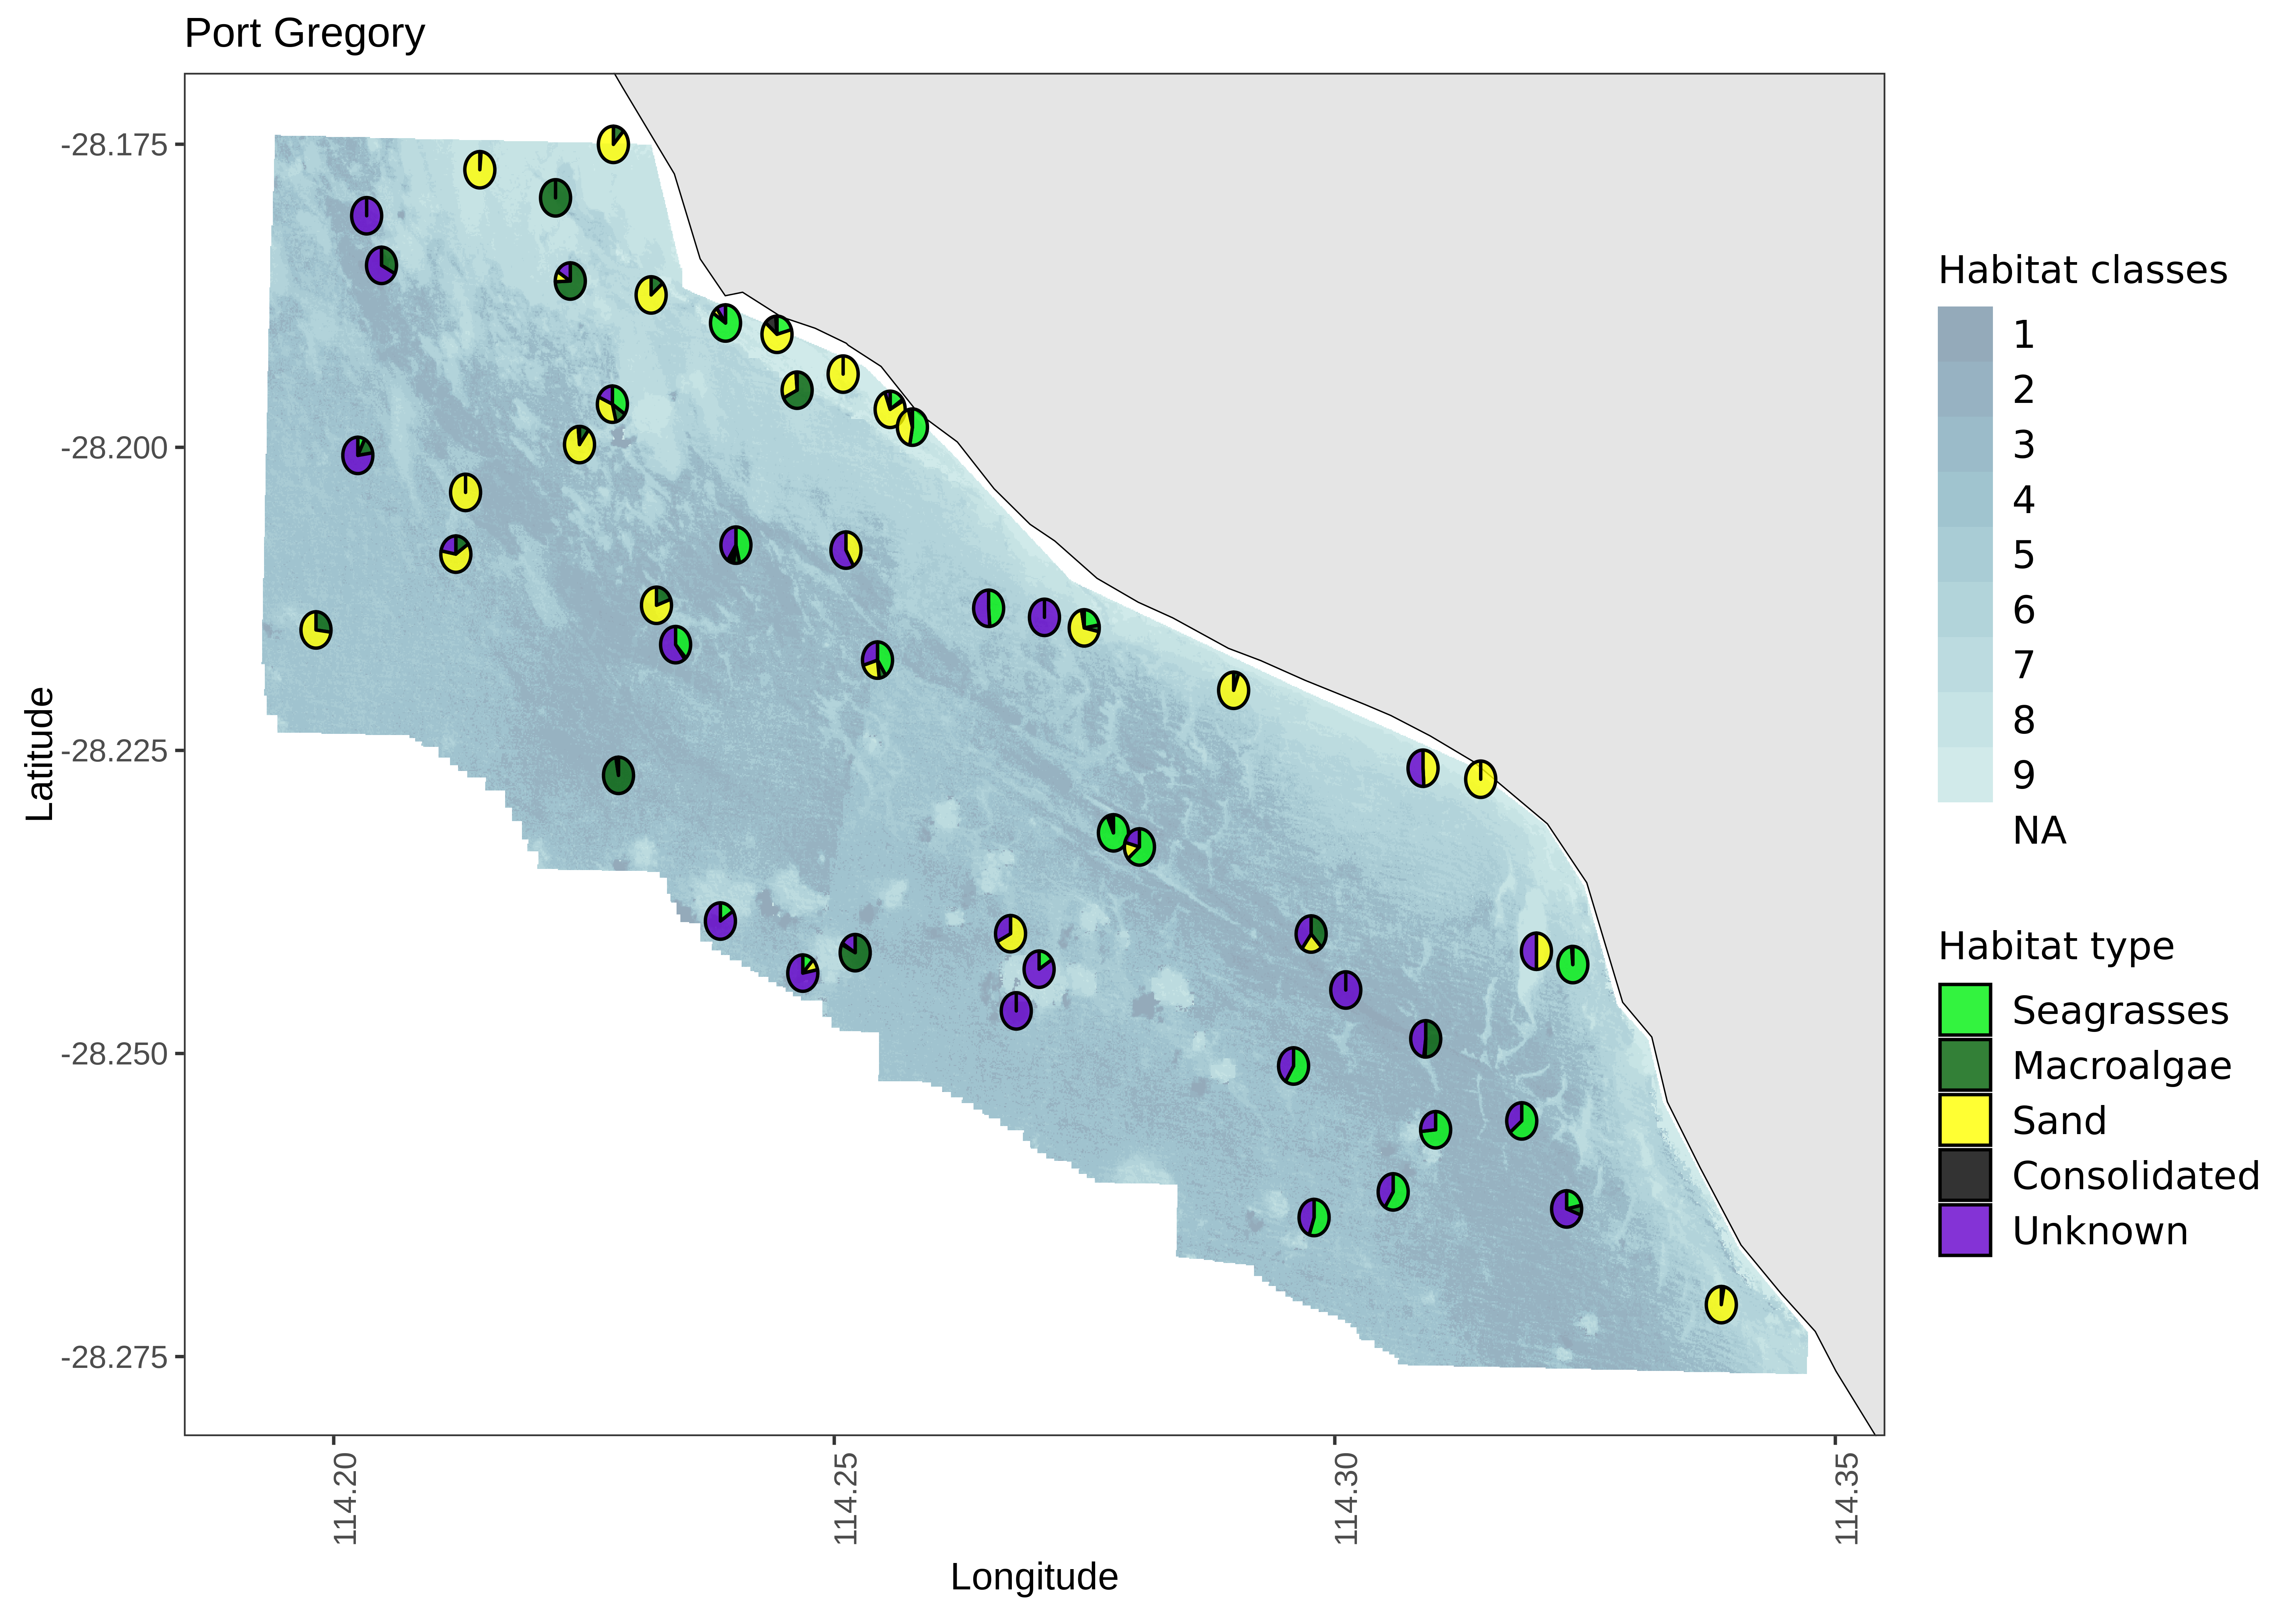 Port Gregory
-28.175
-28.200
-28.225
-28.250
-28.275
Latitude
114.20
114.25
114.30
114.35
Longitude
Habitat classes
1
2
3
4
5
6
7
8
9
NA
Habitat type
Seagrasses
Macroalgae
Sand
Consolidated
Unknown